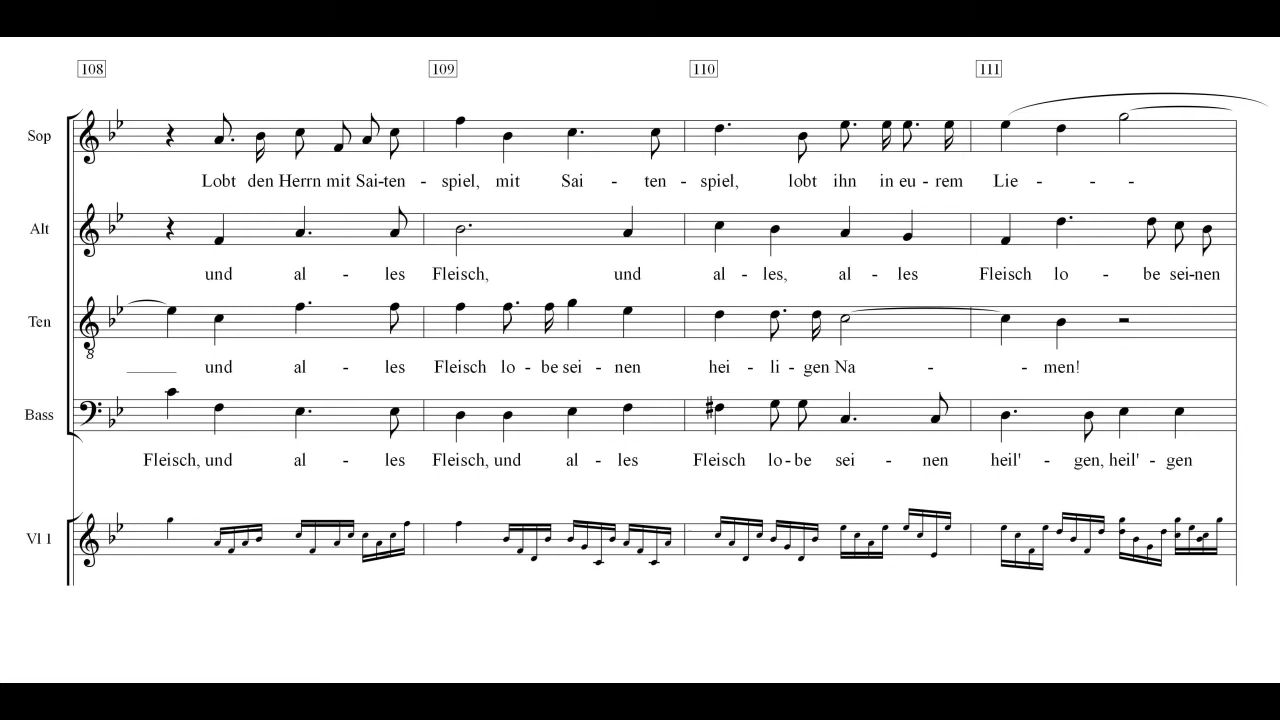 108 109 110 111
Sop
Lobt den Herrn mit Sai-ten - spiel, mit Sai - ten - spiel, lobt ihn in eu - rem Lie - - -
Alt
und al - les Fleisch, und al - les, al - les Fleisch lo - be sei-nen
Ten
8
und al - les Fleisch lo - be sei - nen hei - li - gen Na - - men!
Bass
Fleisch, und al - les Fleisch, und al - les Fleisch lo - be sei - nen heil' - gen, heil' - gen
Vl 1